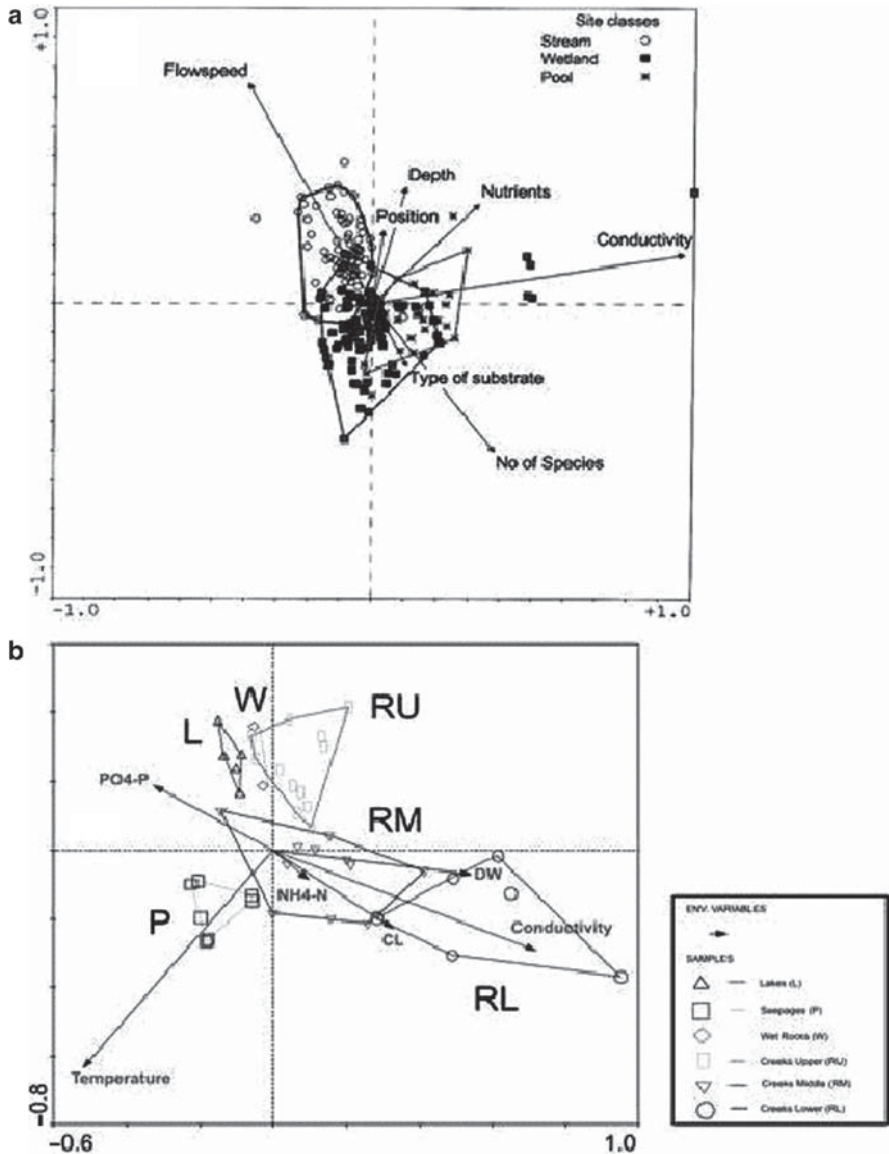 a
+1.0
Site classes
Stream
Wetland
Pool
Flowspeed
Depth
Nutrients
Position
Conductivity
Type of substrate
No of Species
-1.0
-1.0
+1.0
b
W
RU
L
PO4-P
RM
DW
NH4-N
P
Conductivity
CL
RL
Temperature
-0.8
-0.6
1.0
ENV. VARIABLES
SAMPLES
Lakes (L)
Seepages (P)
Wet Rocks (W)
Creeks Upper (RU)
Creeks Middle (RM)
Creeks Lower (RL)